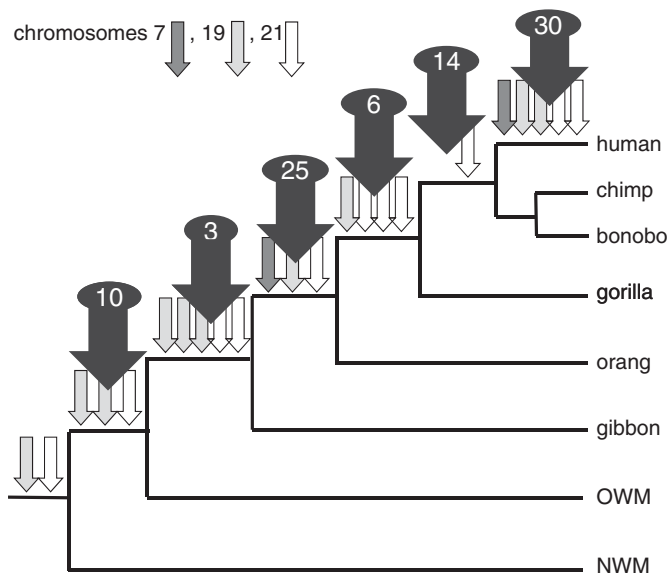 chromosomes 7 , 19 , 21
30
14
6
25
3
10
human
chimp
bonobo
gorilla
orang
gibbon
OWM
NWM